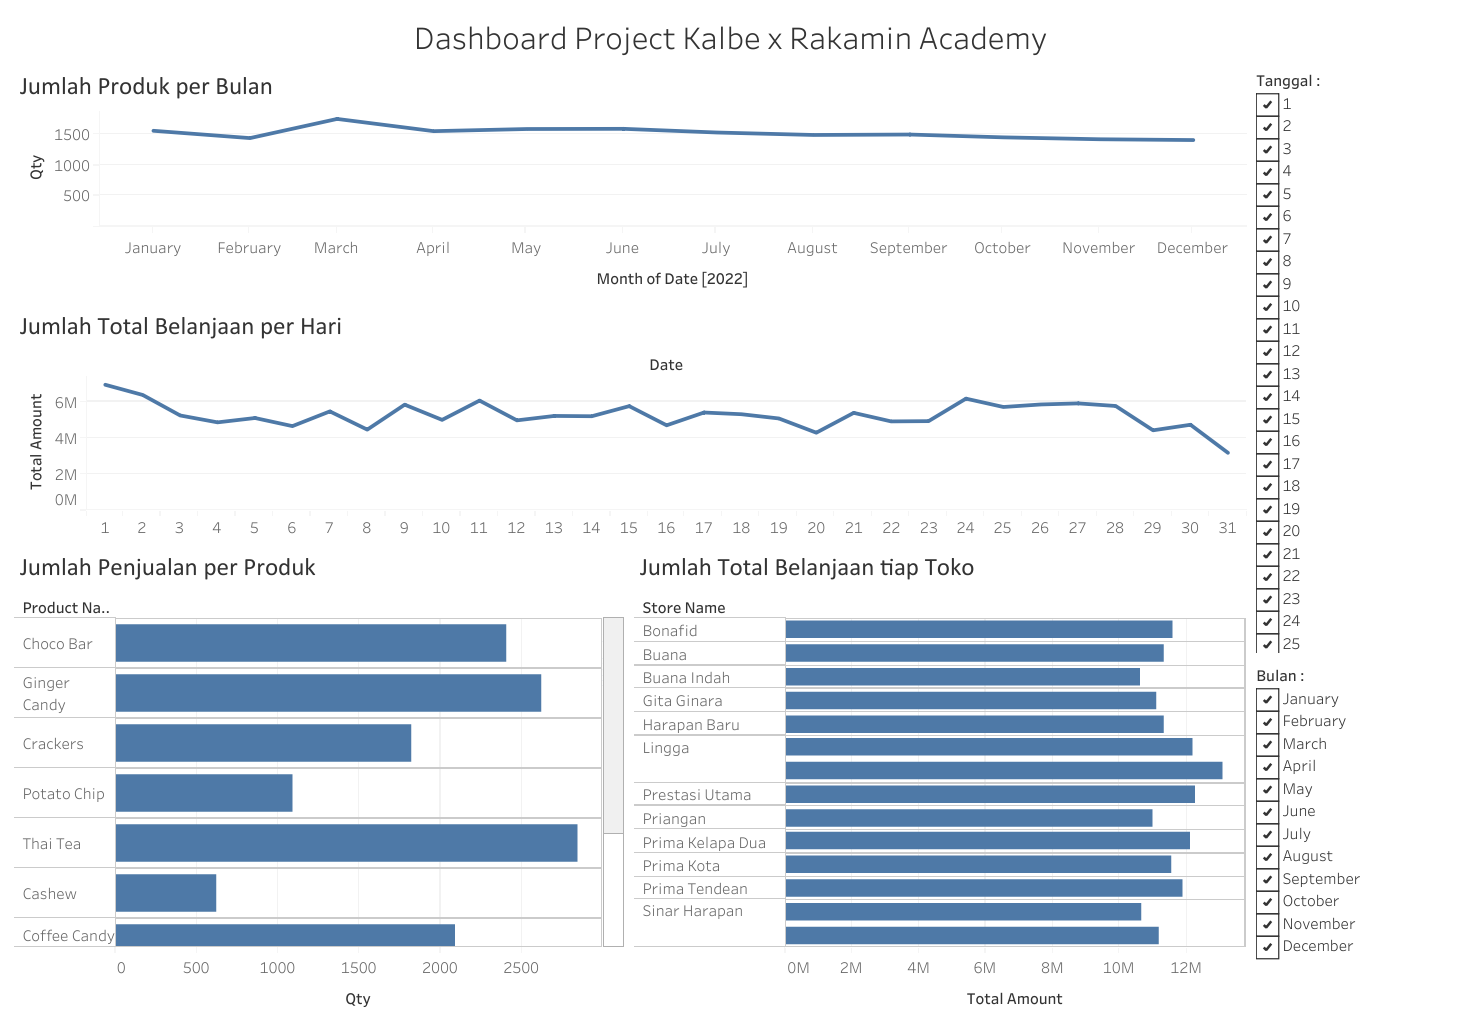 Dashboard Project Kalbe x Rakamin Academy
Jumlah Produk per Bulan
Qty
1500
1000
500
January February March April May June July August September October November December
Month of Date [2022]
Jumlah Total Belanjaan per Hari
Date
Total Amount
6M
4M
2M
0M
1 2 3 4 5 6 7 8 9 10 11 12 13 14 15 16 17 18 19 20 21 22 23 24 25 26 27 28 29 30 31
Jumlah Penjualan per Produk
Product Na..
Choco Bar
Ginger
Candy
Crackers
Potato Chip
Thai Tea
Cashew
Coffee Candy
0 500 1000 1500 2000 2500
Qty
Jumlah Total Belanjaan tiap Toko
Store Name
Bonafid
Buana
Buana Indah
Gita Ginara
Harapan Baru
Lingga
Prestasi Utama
Priangan
Prima Kelapa Dua
Prima Kota
Prima Tendean
Sinar Harapan
0M 2M 4M 6M 8M 10M 12M
Total Amount
Tanggal :
1
2
3
4
5
6
7
8
9
10
11
12
13
14
15
16
17
18
19
20
21
22
23
24
25
Bulan :
January
February
March
April
May
June
July
August
September
October
November
December